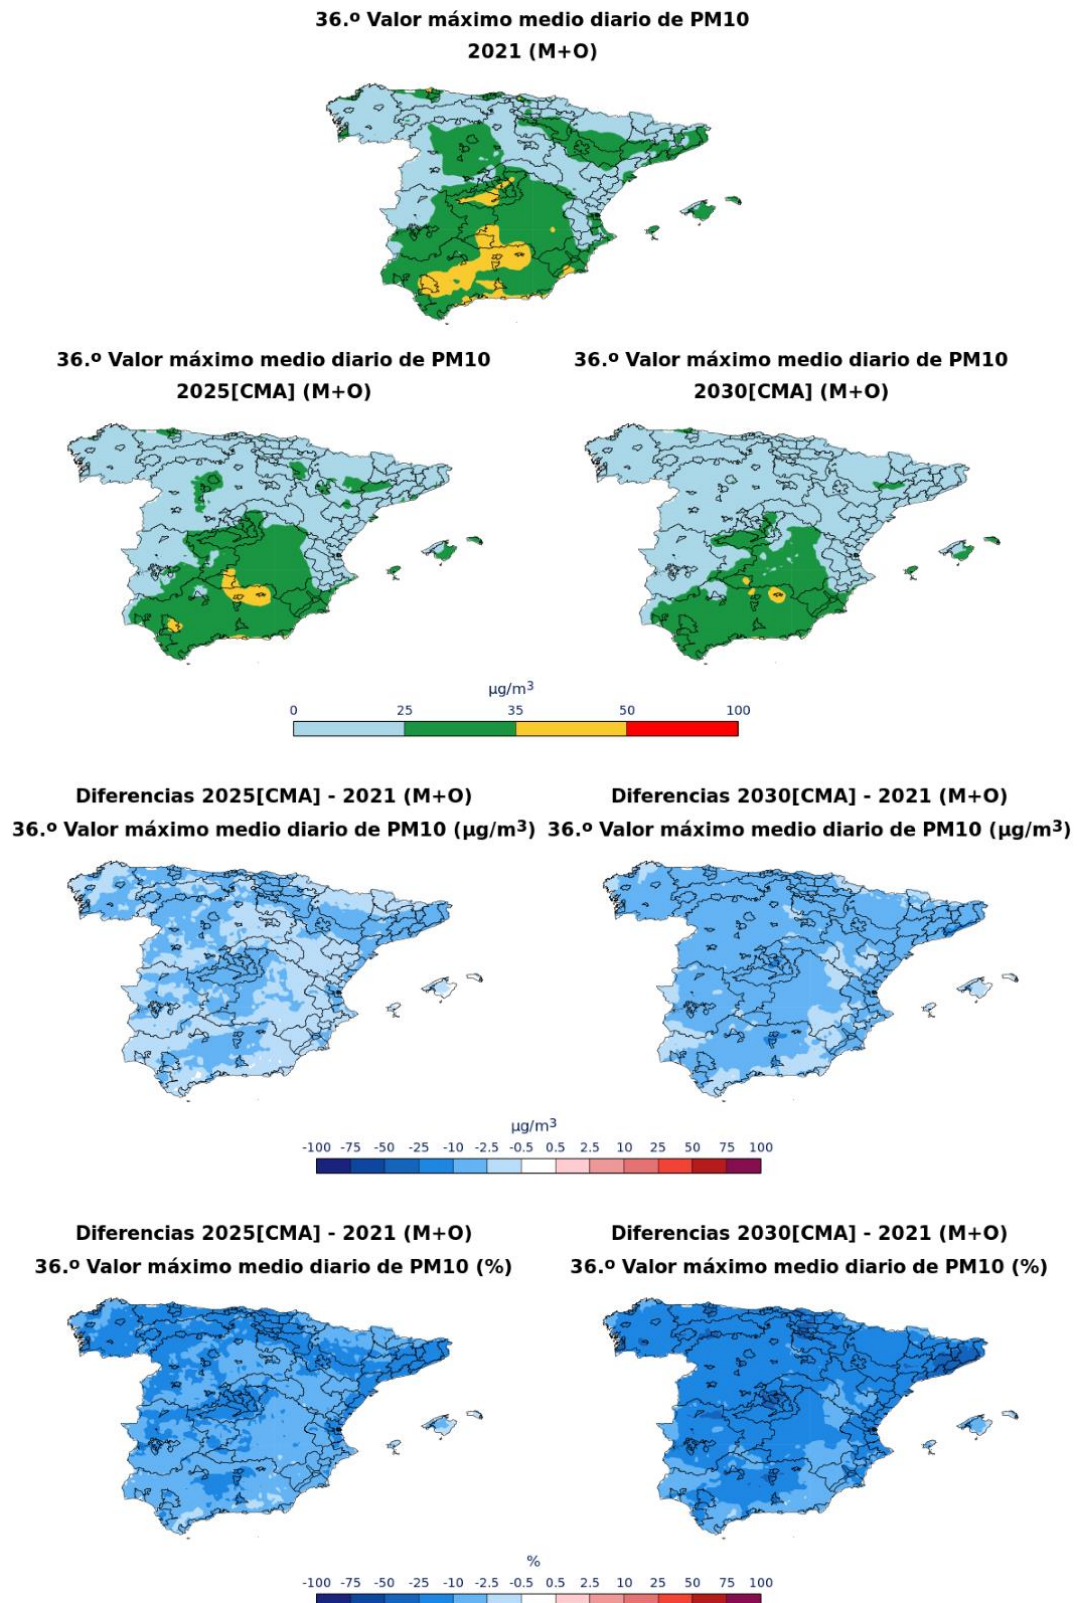 36.º Valor máximo medio diario de PM10
2021 (M+O)
36.º Valor máximo medio diario de PM10
2025[CMA] (M+O)
36.º Valor máximo medio diario de PM10
2030[CMA] (M+O)
µg/m³
0 25 35 50 100
Diferencias 2025[CMA] - 2021 (M+O)
36.º Valor máximo medio diario de PM10 (µg/m³)
Diferencias 2030[CMA] - 2021 (M+O)
36.º Valor máximo medio diario de PM10 (µg/m³)
µg/m³
-100 -75 -50 -25 -10 -2.5 -0.5 0.5 2.5 10 25 50 75 100
Diferencias 2025[CMA] - 2021 (M+O)
36.º Valor máximo medio diario de PM10 (%)
Diferencias 2030[CMA] - 2021 (M+O)
36.º Valor máximo medio diario de PM10 (%)
%
-100 -75 -50 -25 -10 -2.5 -0.5 0.5 2.5 10 25 50 75 100